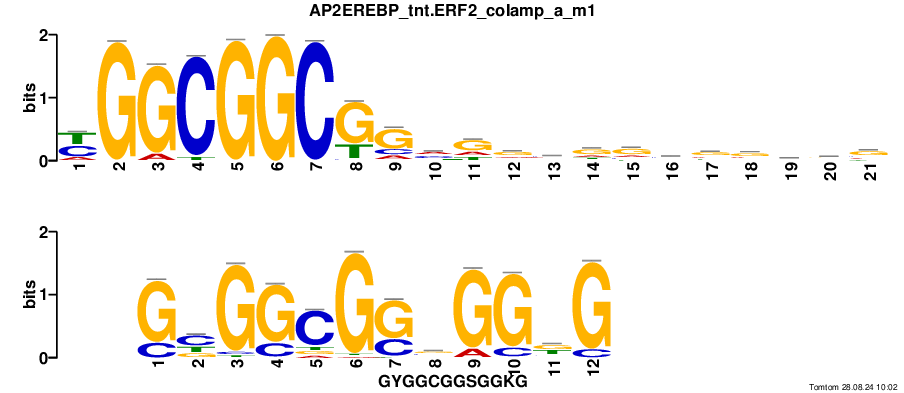 AP2EREBP_tnt.ERF2_colamp_a_m1
2
1
0
bits
T C A G G A C T G G C G T G C A A G A T G G A G A G A G G G
1 2 3 4 5 6 7 8 9 10 11 12 13 14 15 16 17 18 19 20 21
2
1
0
bits
G C C T G G G C C T G A G G C G G A G C G T G C
1 2 3 4 5 6 7 8 9 10 11 12
GYGGCGGSGGKG
Tomtom 28.08.24 10:02